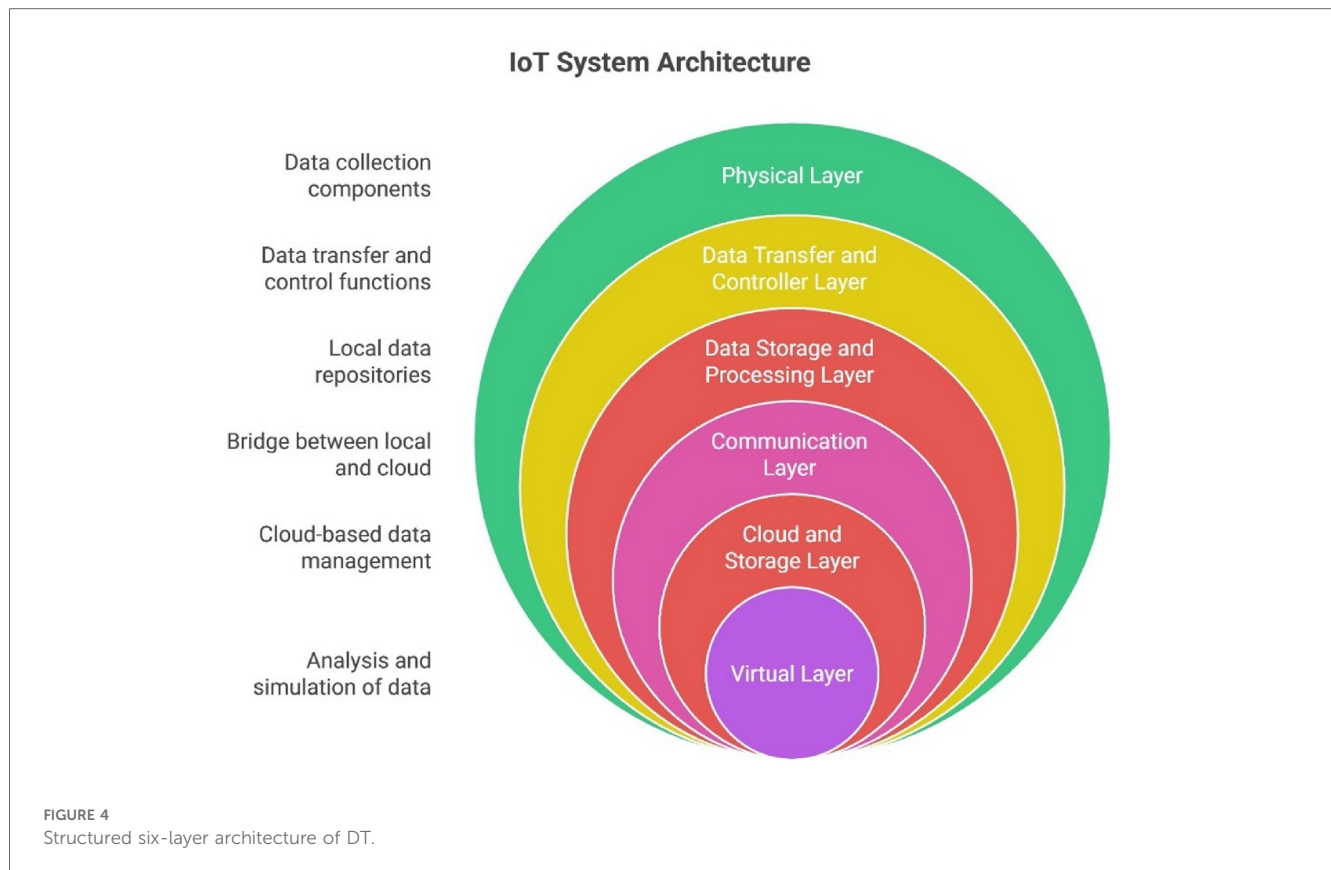 IoT System Architecture
Data collection
components
Physical Layer
Data transfer and
control functions
Data Transfer and
Controller Layer
Local data
repositories
Data Storage and
Processing Layer
Bridge between local
and cloud
Communication
Layer
Cloud-based data
management
Cloud and
Storage Layer
Analysis and
simulation of data
Virtual Layer
FIGURE 4
Structured six-layer architecture of DT.